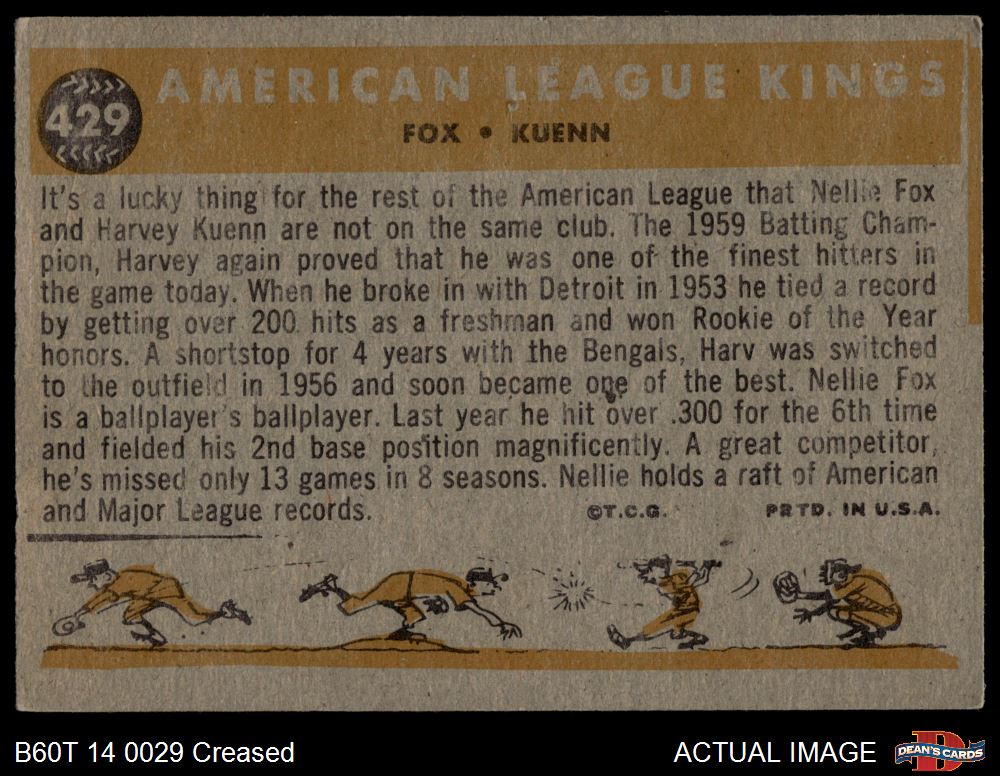 429
AMERICAN LEAGUE KINGS
FOX • KUENN
It's a lucky thing for the rest of the American League that Nellie Fox
and Harvey Kuenn are not on the same club. The 1959 Batting Cham-
pion, Harvey again proved that he was one of the finest hitters in
the game today. When he broke in with Detroit in 1953 he tied a record
by getting over 200 hits as a freshman and won Rookie of the Year
honors. A shortstop for 4 years with the Bengals, Harv was switched
to the outfield in 1956 and soon became one of the best. Nellie Fox
is a ballplayer's ballplayer. Last year he hit over .300 for the 6th time
and fielded his 2nd base position magnificently. A great competitor,
he's missed only 13 games in 8 seasons. Nellie holds a raft of American
and Major League records. ©T.C.G. PRTD. IN U.S.A.
B60T 14 0029 Creased ACTUAL IMAGE DEAN'S CARDS